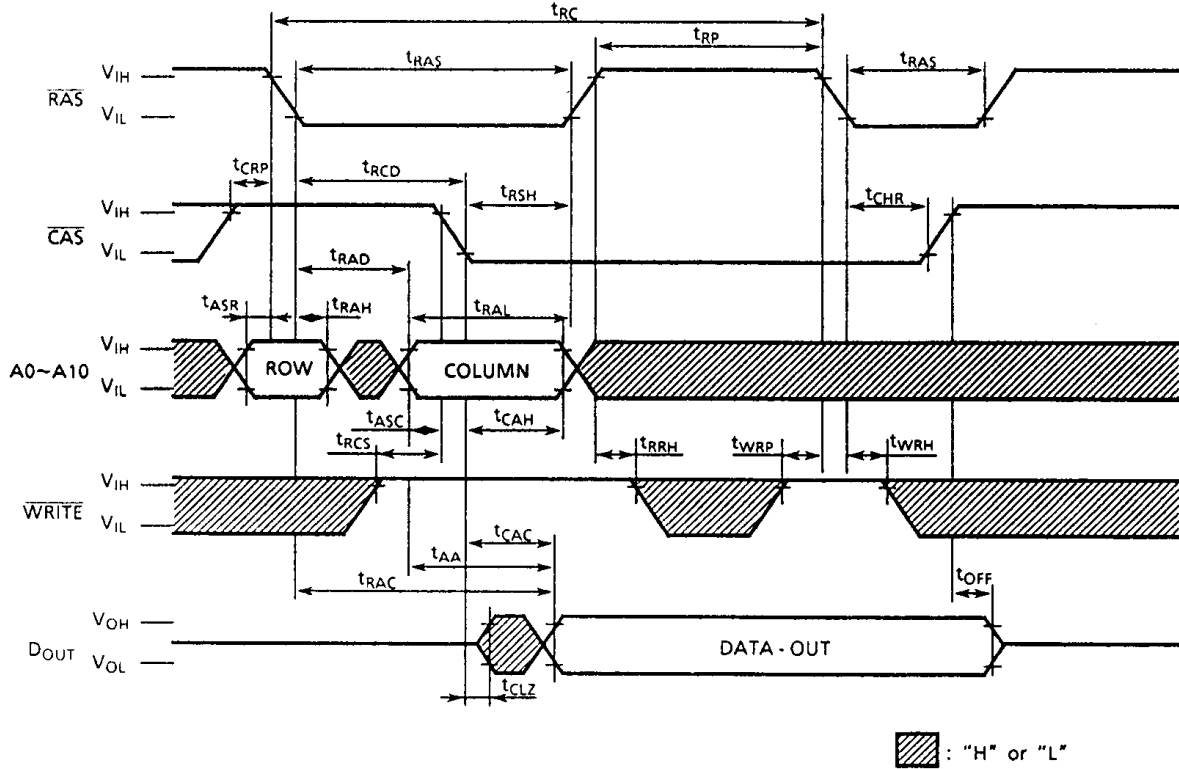 tRC
tRP
tRAS
tRAS
VIH
RAS
VIL
tCRP
tRCD
tRSH
tCHR
VIH
CAS
VIL
tRAD
tASR
tRAH
tRAL
VIH
A0~A10
ROW
COLUMN
VIL
tASC
tCAH
tRCS
tRRH
tWRP
tWRH
VIH
WRITE
VIL
tCAC
tAA
tRAC
tOFF
VOH
DOUT
DATA-OUT
VOL
tCLZ
: "H" or "L"